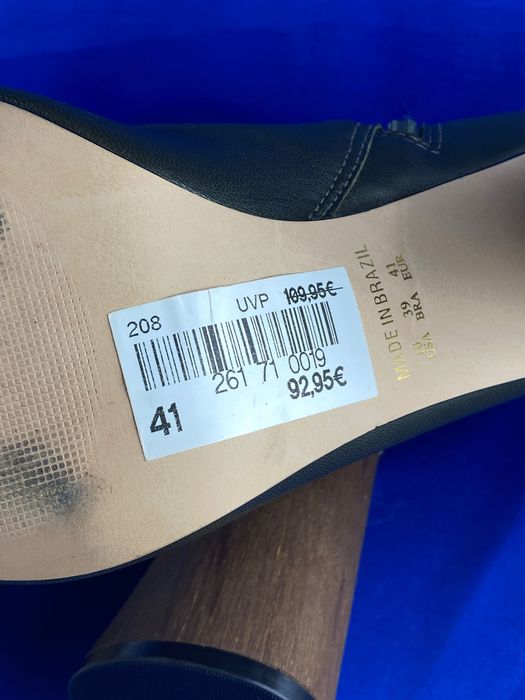 208
UVP 109,95€
261 71 0019
41
92,95€
MADE IN BRAZIL
10 39 41
USA BRA EUR